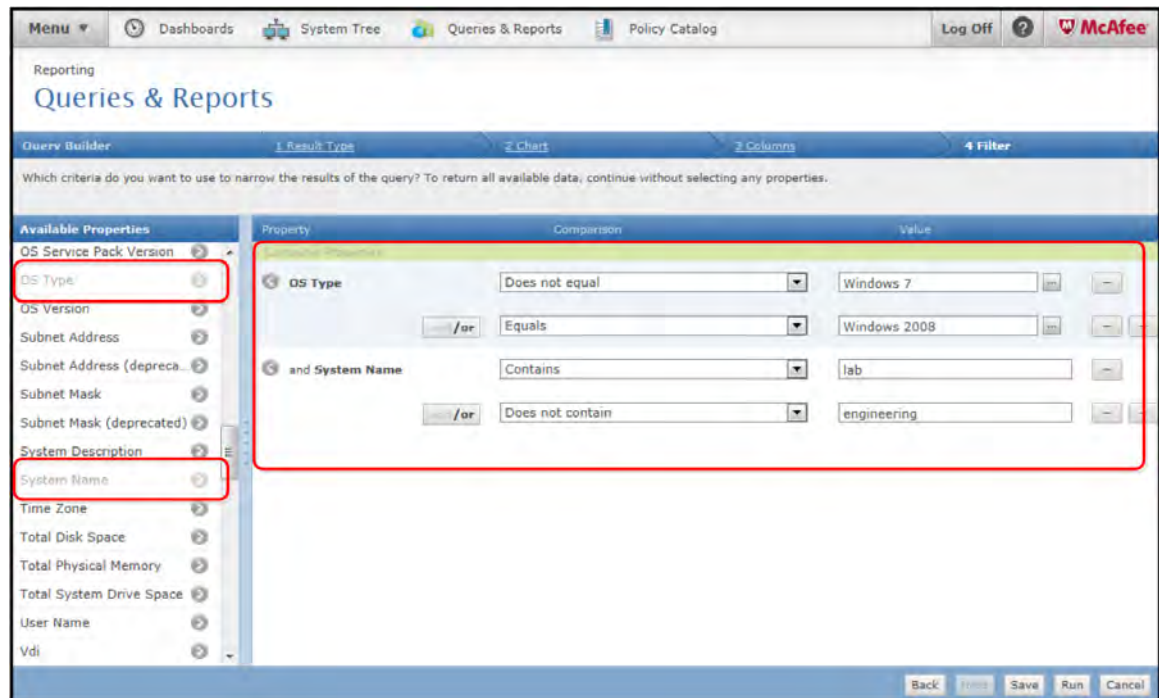 Menu ▼ Dashboards System Tree Queries & Reports Policy Catalog Log Off ? McAfee
Reporting
Queries & Reports
Query Builder 1 Result Type 2 Chart 3 Columns 4 Filter
Which criteria do you want to use to narrow the results of the query? To return all available data, continue without selecting any properties.
Available Properties Property Comparison Value
OS Service Pack Version
Computer Properties
OS Type
OS Type Does not equal Windows 7 ...
OS Version
/or Equals Windows 2008 ...
Subnet Address
Subnet Address (depreca...
and System Name Contains lab
Subnet Mask
Subnet Mask (deprecated)
/or Does not contain engineering
System Description
System Name
Time Zone
Total Disk Space
Total Physical Memory
Total System Drive Space
User Name
Vdi
Back Next Save Run Cancel